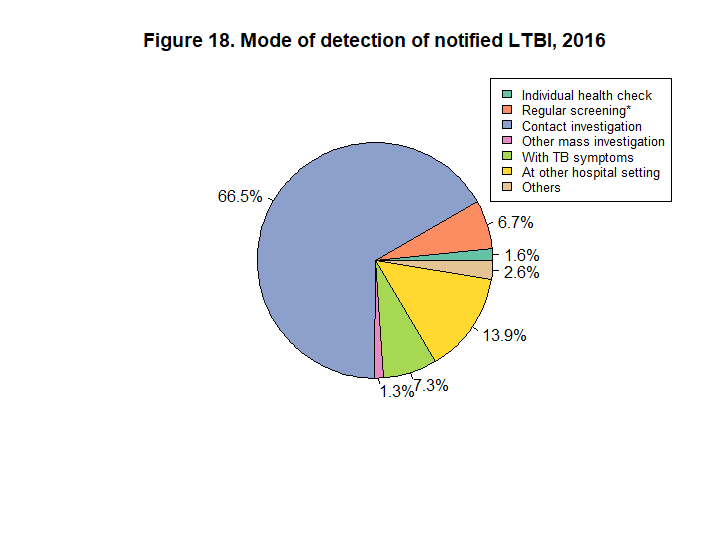 Figure 18. Mode of detection of notified LTBI, 2016
Individual health check
Regular screening*
Contact investigation
Other mass investigation
With TB symptoms
At other hospital setting
Others
66.5%
6.7%
1.6%
2.6%
13.9%
7.3%
1.3%